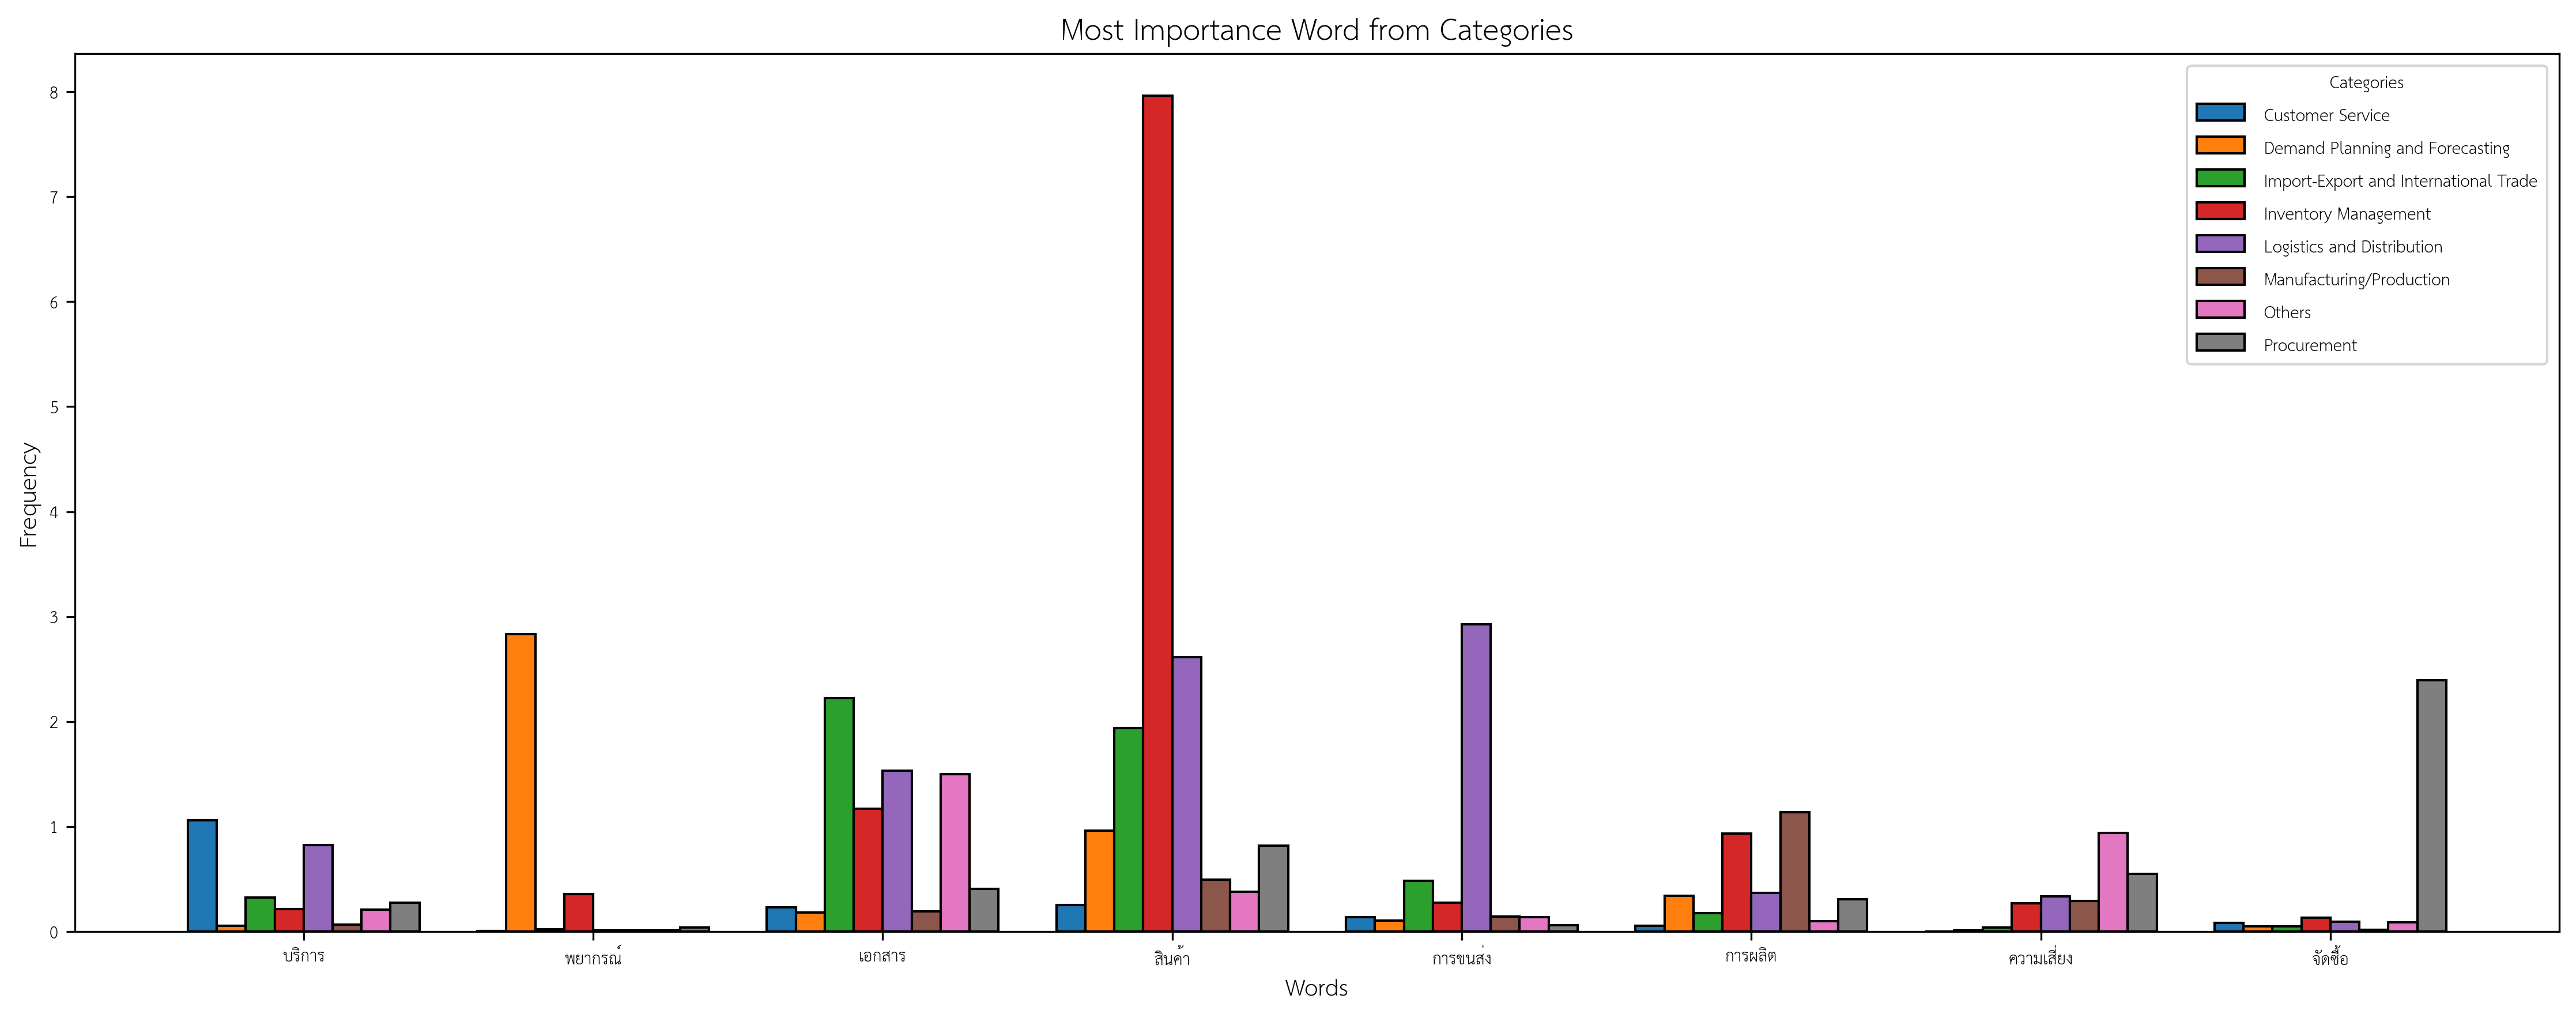 Most Importance Word from Categories
Categories
Customer Service
Demand Planning and Forecasting
Import-Export and International Trade
Inventory Management
Logistics and Distribution
Manufacturing/Production
Others
Procurement
Frequency
8
7
6
5
4
3
2
1
0
บริการ พยากรณ์ เอกสาร สินค้า การขนส่ง การผลิต ความเสี่ยง จัดซื้อ
Words